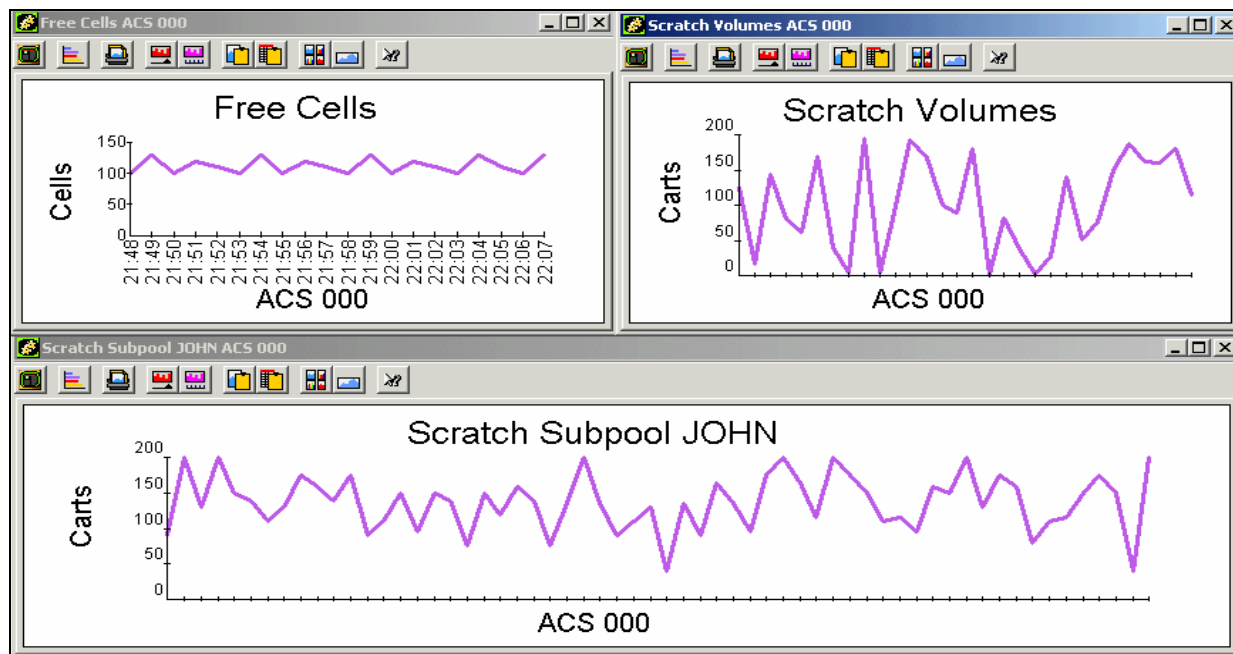 Free Cells ACS 000
Free Cells
Cells
150
100
50
0
21:48
21:49
21:50
21:51
21:52
21:53
21:54
21:55
21:56
21:57
21:58
21:59
22:00
22:01
22:02
22:03
22:04
22:05
22:06
22:07
ACS 000
Scratch Volumes ACS 000
Scratch Volumes
Carts
200
150
100
50
0
ACS 000
Scratch Subpool JOHN ACS 000
Scratch Subpool JOHN
Carts
200
150
100
50
0
ACS 000